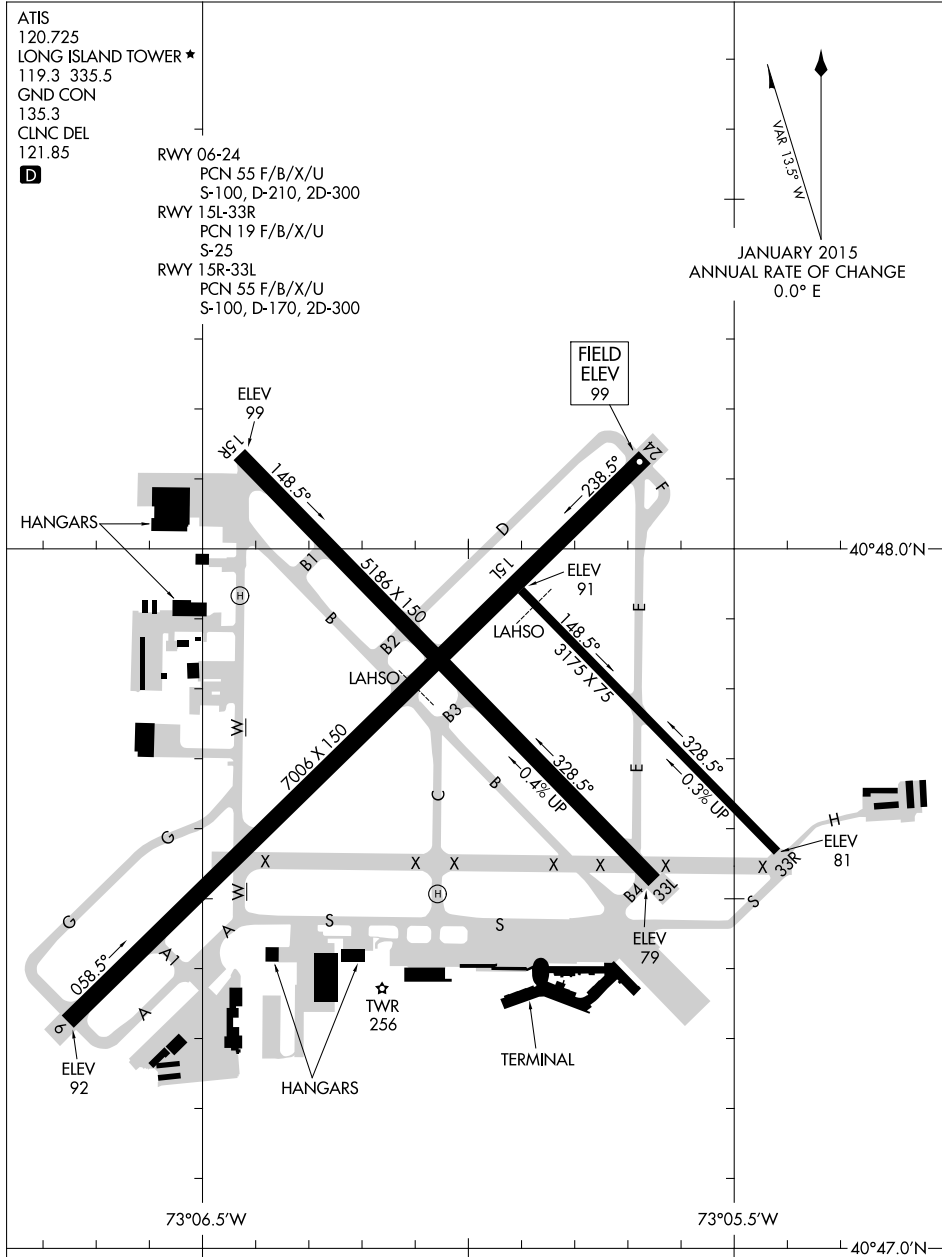 ATIS
120.725
LONG ISLAND TOWER ★
119.3 335.5
GND CON
135.3
CLNC DEL
121.85
D
RWY 06-24
PCN 55 F/B/X/U
S-100, D-210, 2D-300
RWY 15L-33R
PCN 19 F/B/X/U
S-25
RWY 15R-33L
PCN 55 F/B/X/U
S-100, D-170, 2D-300
VAR 13.5° W
JANUARY 2015
ANNUAL RATE OF CHANGE
0.0° E
FIELD
ELEV
99
ELEV
99
15R
24
148.5°
238.5°
F
HANGARS
D
40°48.0'N
B1
5186 X 150
15L
ELEV
91
H
B
B2
LAHSO
E
148.5°
3175 X 75
LAHSO
B3
W
7006 X 150
328.5°
0.4% UP
328.5°
0.3% UP
B
C
E
G
H
ELEV
81
X
X
X
X
X
X
X
33R
W
H
B4
33L
S
G
A
S
S
ELEV
79
058.5°
A1
A
6
TWR
256
ELEV
92
HANGARS
TERMINAL
73°06.5'W
73°05.5'W
40°47.0'N